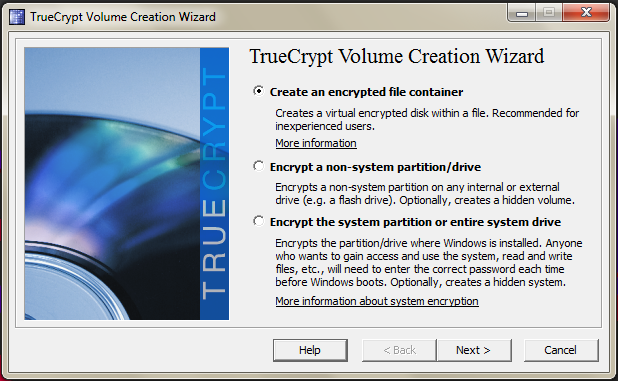 TrueCrypt Volume Creation Wizard
TRUECRYPT
TrueCrypt Volume Creation Wizard
Create an encrypted file container
Creates a virtual encrypted disk within a file. Recommended for
inexperienced users.
More information
Encrypt a non-system partition/drive
Encrypts a non-system partition on any internal or external
drive (e.g. a flash drive). Optionally, creates a hidden volume.
Encrypt the system partition or entire system drive
Encrypts the partition/drive where Windows is installed. Anyone
who wants to gain access and use the system, read and write
files, etc., will need to enter the correct password each time
before Windows boots. Optionally, creates a hidden system.
More information about system encryption
Help
< Back
Next >
Cancel